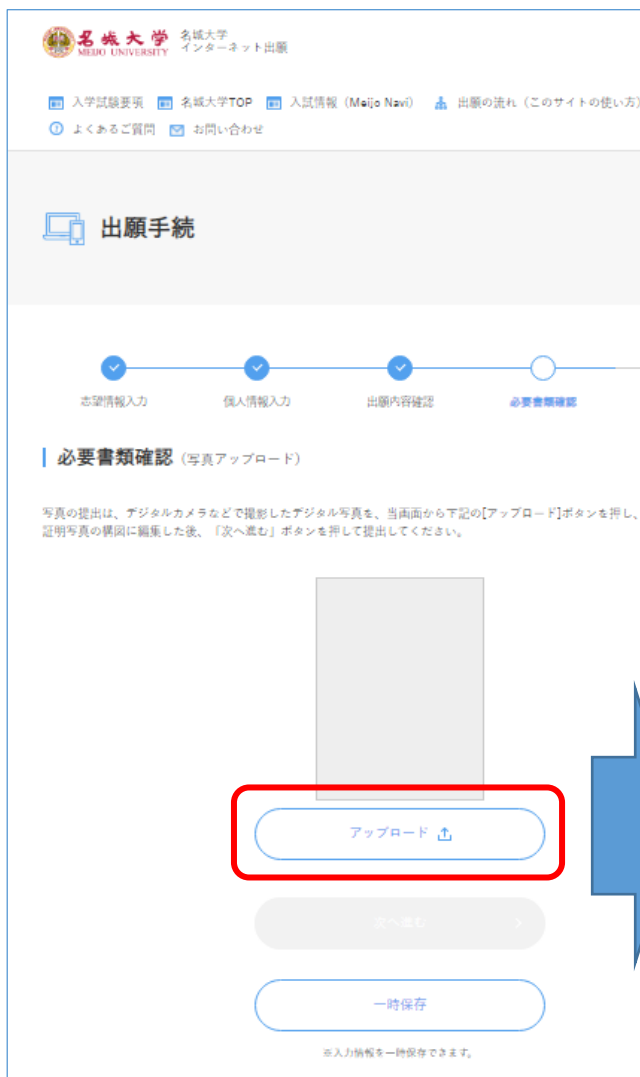 名城大学
MEIJO UNIVERSITY
名城大学
インターネット出願
入学試験要項 名城大学TOP 入試情報（Meijo Navi） 出願の流れ（このサイトの使い方）
よくあるご質問 お問い合わせ
出願手続
志望情報入力 個人情報入力 出願内容確認 必要書類確認
必要書類確認（写真アップロード）
写真の提出は、デジタルカメラなどで撮影したデジタル写真を、当画面から下記の[アップロード]ボタンを押し、
証明写真の構図に編集した後、「次へ進む」ボタンを押して提出してください。
アップロード
次へ進む
一時保存
※入力情報を一時保存できます。